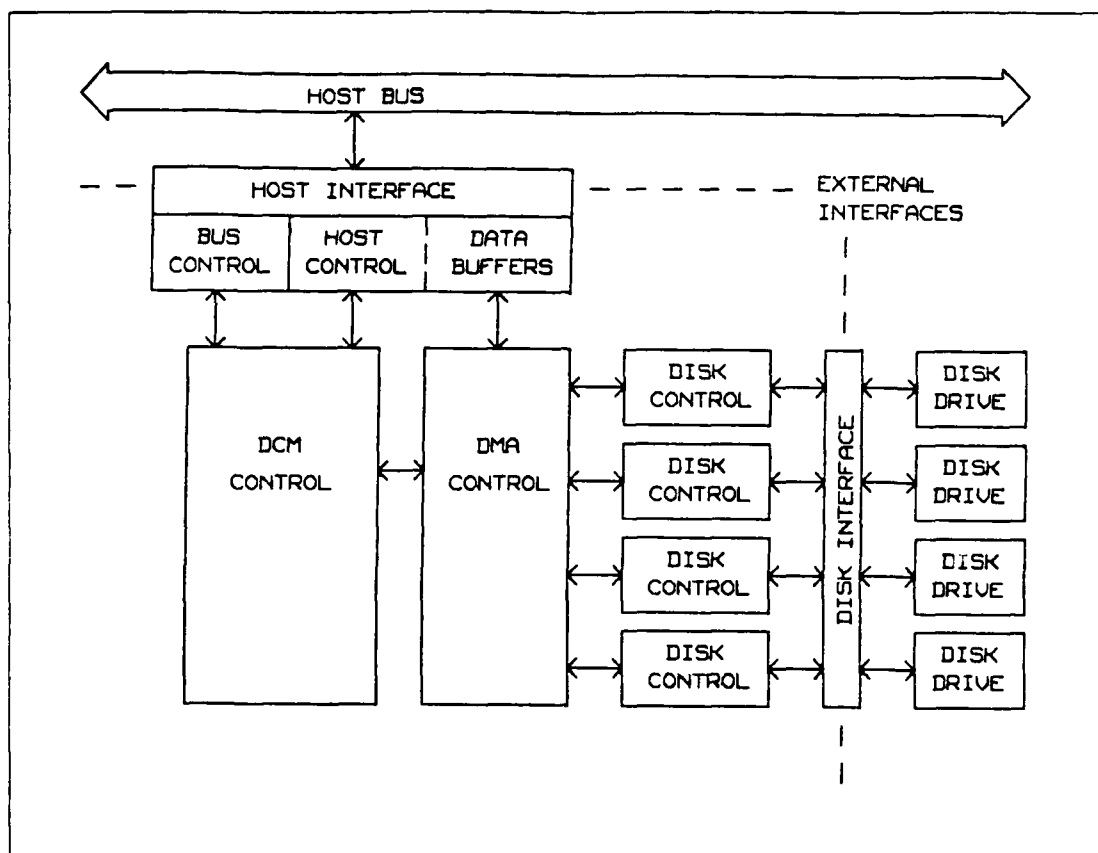 HOST BUS
HOST INTERFACE
EXTERNAL
INTERFACES
BUS
CONTROL
HOST
CONTROL
DATA
BUFFERS
DCM
CONTROL
DMA
CONTROL
DISK
CONTROL
DISK
CONTROL
DISK
CONTROL
DISK
CONTROL
DISK INTERFACE
DISK
DRIVE
DISK
DRIVE
DISK
DRIVE
DISK
DRIVE